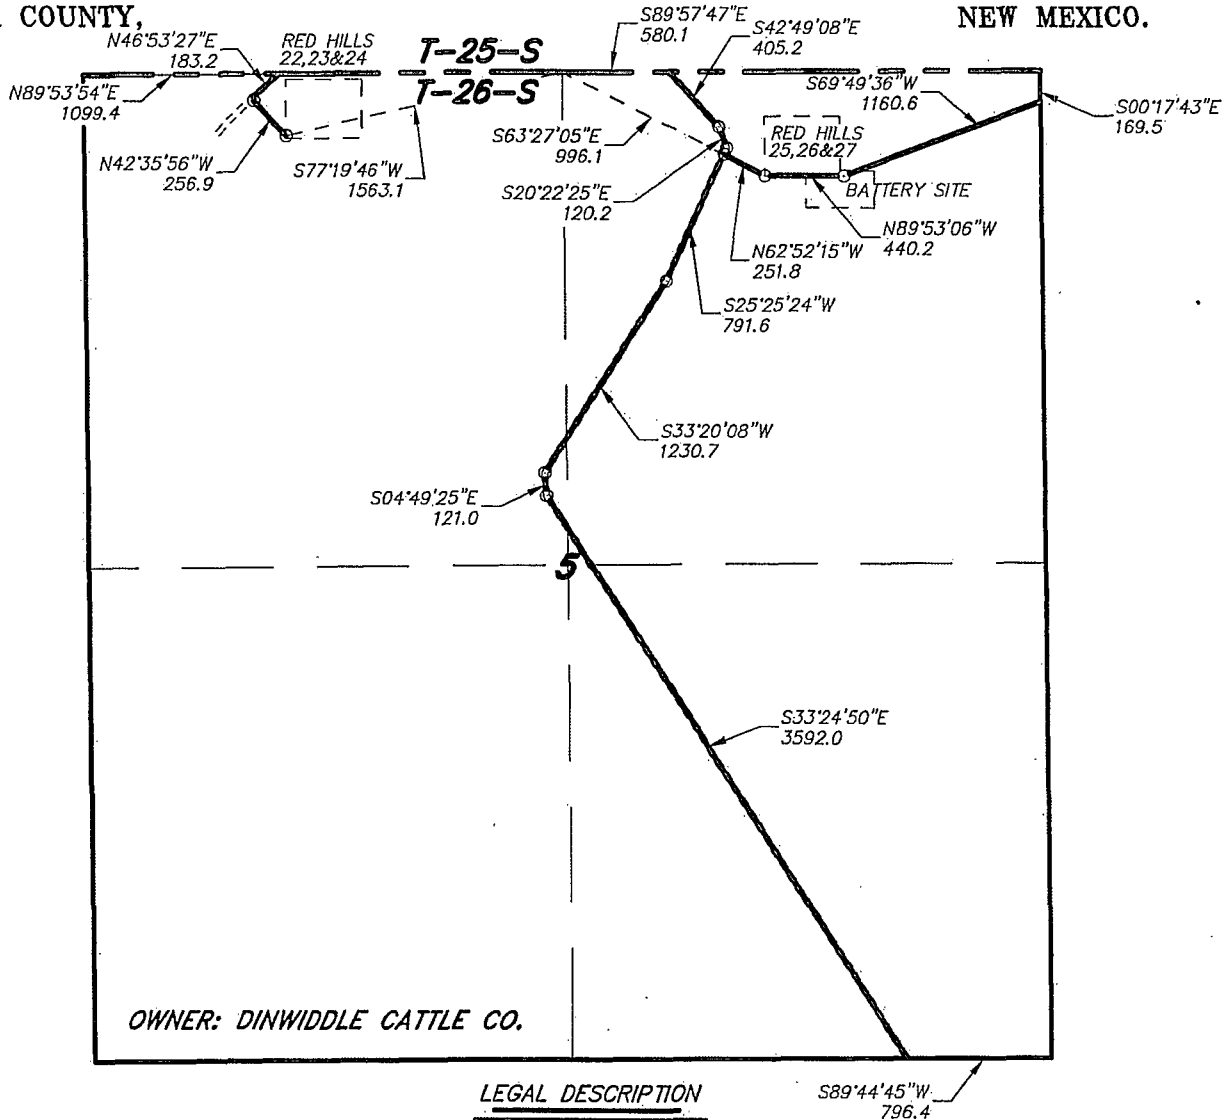 COUNTY,
NEW MEXICO.
S89°57'47"E
580.1
S42°49'08"E
405.2
N46°53'27"E
183.2
RED HILLS
22,23&24
T-25-S
T-26-S
S69°49'36"W
1160.6
N89°53'54"E
1099.4
S00°17'43"E
169.5
S63°27'05"E
996.1
RED HILLS
25,26&27
N42°35'56"W
256.9
S77°19'46"W
1563.1
S20°22'25"E
120.2
BATTERY SITE
N89°53'06"W
440.2
N62°52'15"W
251.8
S25°25'24"W
791.6
S33°20'08"W
1230.7
S04°49'25"E
121.0
5
S33°24'50"E
3592.0
OWNER: DINWIDDLE CATTLE CO.
LEGAL DESCRIPTION
S89°44'45"W
796.4